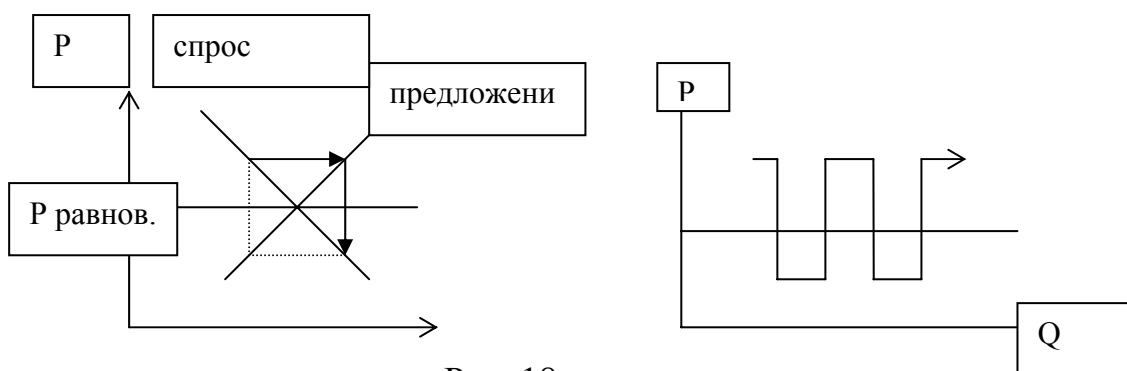 P
спрос
предложени
P
P равнов.
Q